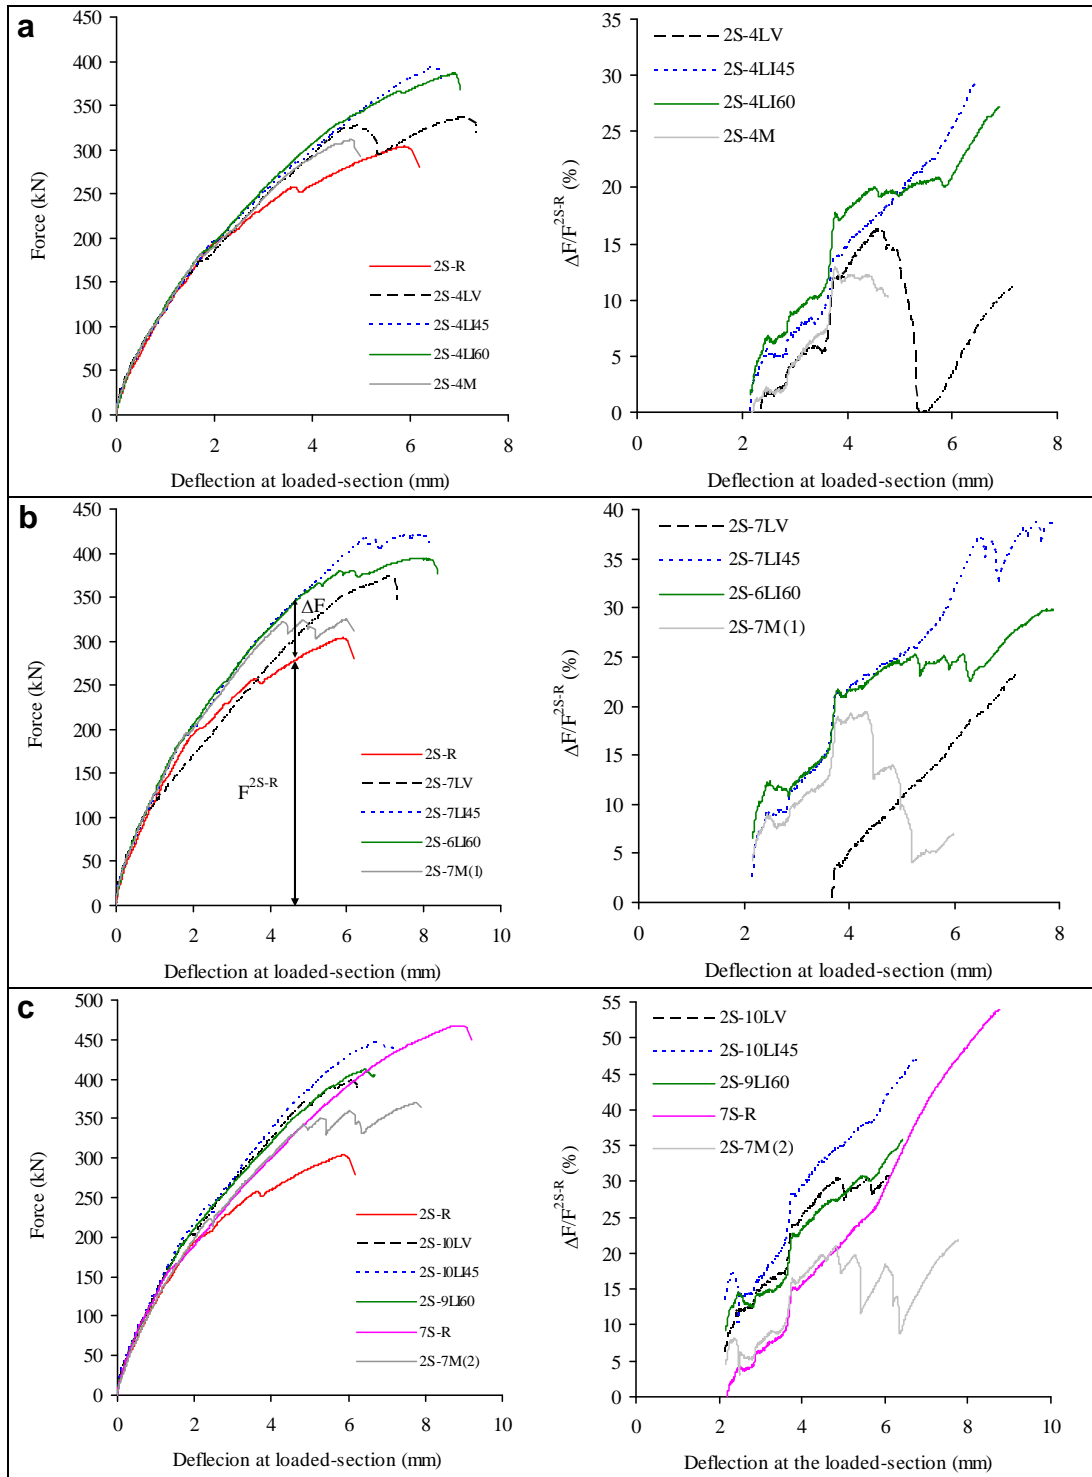 a
450
400
350
300
250
200
150
100
50
0
0 2 4 6 8
Force (kN)
Deflection at loaded-section (mm)
2S-R
2S-4LV
2S-4LI45
2S-4LI60
2S-4M
35
30
25
20
15
10
5
0
0 2 4 6 8
ΔF/F^2S-R (%)
Deflection at loaded-section (mm)
2S-4LV
2S-4LI45
2S-4LI60
2S-4M
b
450
400
350
300
250
200
150
100
50
0
0 2 4 6 8 10
Force (kN)
Deflection at loaded-section (mm)
ΔF
F^2S-R
2S-R
2S-7LV
2S-7LI45
2S-6LI60
2S-7M(1)
40
35
30
25
20
15
10
5
0
0 2 4 6 8
ΔF/F^2S-R (%)
Deflection at loaded-section (mm)
2S-7LV
2S-7LI45
2S-6LI60
2S-7M(1)
c
500
450
400
350
300
250
200
150
100
50
0
0 2 4 6 8 10
Force (kN)
Deflecion at loaded-section (mm)
2S-R
2S-10LV
2S-10LI45
2S-9LI60
7S-R
2S-7M(2)
55
50
45
40
35
30
25
20
15
10
5
0
0 2 4 6 8 10
ΔF/F^2S-R (%)
Deflection at the loaded-section (mm)
2S-10LV
2S-10LI45
2S-9LI60
7S-R
2S-7M(2)